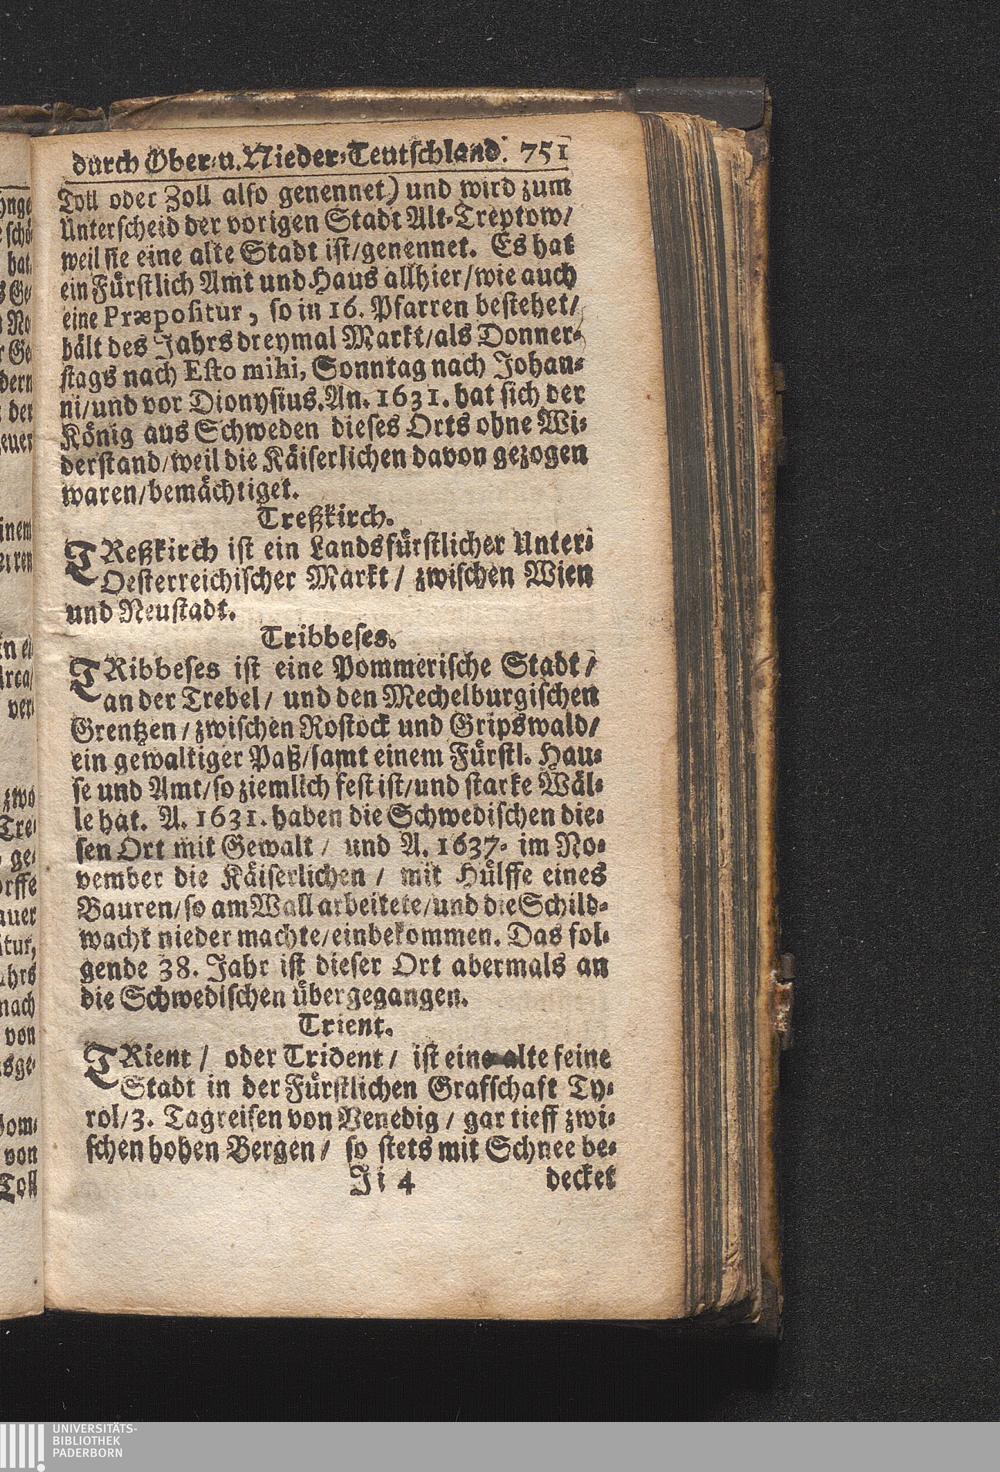 durch Ober-u. Nieder-Teutschland. 751
Toll oder Zoll also genennet) und wird zum
Unterscheid der vorigen Stadt Alt-Treptow/
weil sie eine alte Stadt ist/genennet. Es hat
ein Fürstlich Amt und Haus allhier/wie auch
eine Præpositur, so in 16. Pfarren bestehet/
hält des Jahrs dreymal Markt/als Donner-
stags nach Esto mihi, Sonntag nach Johan-
ni/und vor Dionysius. An. 1631. hat sich der
König aus Schweden dieses Orts ohne Wi-
derstand/weil die Käiserlichen davon gezogen
waren/bemächtiget.
Treßkirch.
TReßkirch ist ein Landsfürstlicher Unter-
Oesterreichischer Markt/ zwischen Wien
und Neustadt.
Tribbeses.
TRibbeses ist eine Pommerische Stadt/
an der Trebel/ und den Mechelburgischen
Grentzen/zwischen Rostock und Gripswald/
ein gewaltiger Paß/samt einem Fürstl. Hau-
se und Amt/so ziemlich fest ist/und starke Wäl-
le hat. A. 1631. haben die Schwedischen die-
sen Ort mit Gewalt/ und A. 1637. im No-
vember die Käiserlichen/ mit Hülffe eines
Bauren/so am Wall arbeitete/und die Schild-
wacht nieder machte/einbekommen. Das fol-
gende 38. Jahr ist dieser Ort abermals an
die Schwedischen übergegangen.
Trient.
TRient/ oder Trident/ ist eine alte feine
Stadt in der Fürstlichen Grafschaft Ty-
rol/3. Tagreisen von Venedig/ gar tieff zwi-
schen hohen Bergen/ so stets mit Schnee be-
Ji 4 decket
UNIVERSITÄTS-
BIBLIOTHEK
PADERBORN